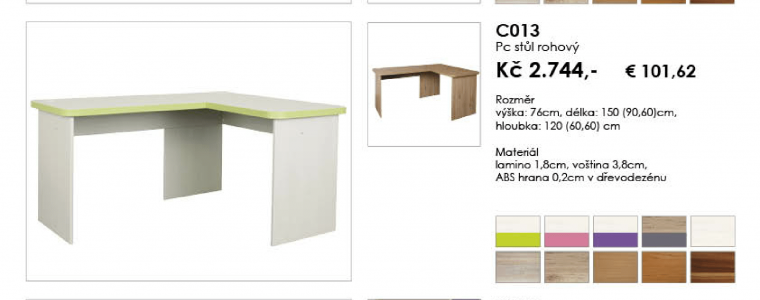 C013
Pc stůl rohový
Kč 2.744,- € 101,62
Rozměr
výška: 76cm, délka: 150 (90,60)cm,
hloubka: 120 (60,60) cm
Materiál
lamino 1,8cm, voština 3,8cm,
ABS hrana 0,2cm v dřevodezénu